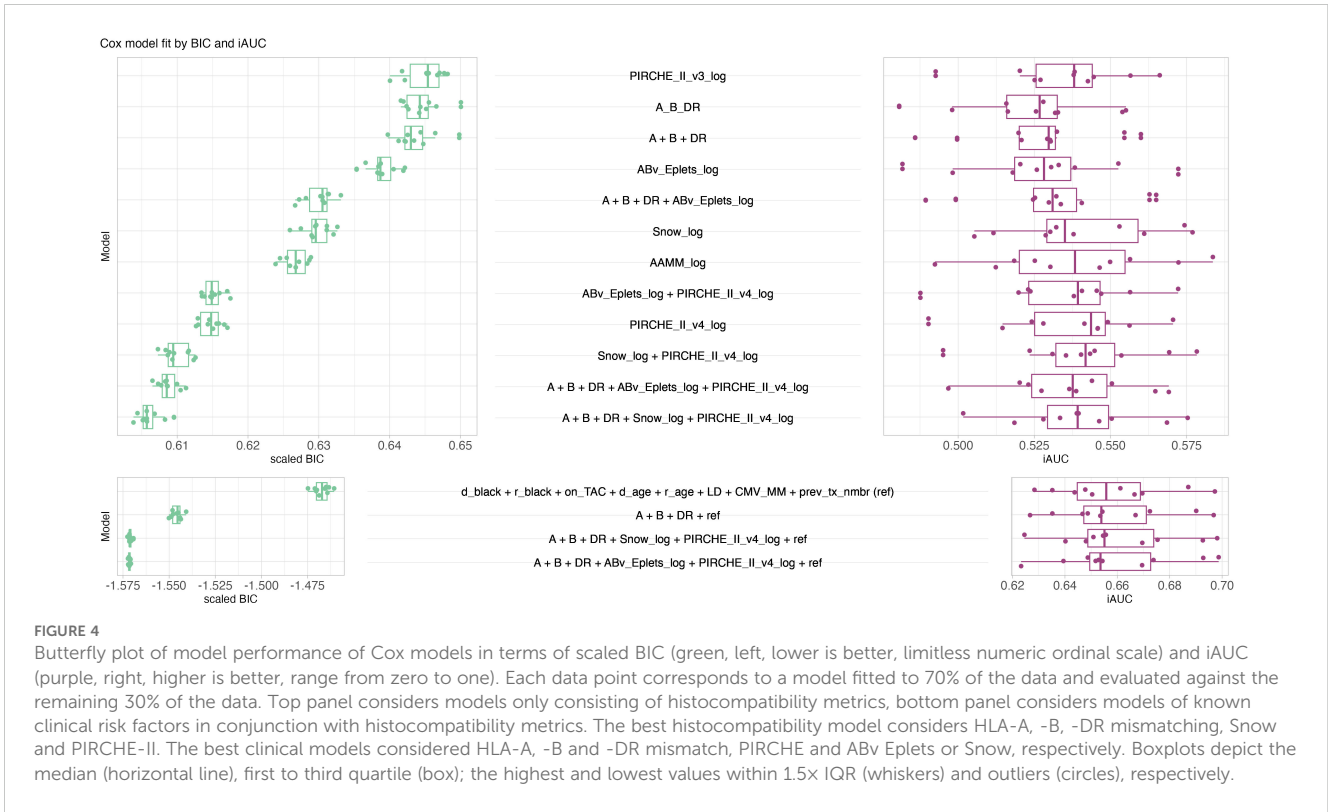 Cox model fit by BIC and iAUC
Model
PIRCHE_II_v3_log
A_B_DR
A + B + DR
ABv_Eplets_log
A + B + DR + ABv_Eplets_log
Snow_log
AAMM_log
ABv_Eplets_log + PIRCHE_II_v4_log
PIRCHE_II_v4_log
Snow_log + PIRCHE_II_v4_log
A + B + DR + ABv_Eplets_log + PIRCHE_II_v4_log
A + B + DR + Snow_log + PIRCHE_II_v4_log
0.61 0.62 0.63 0.64 0.65
scaled BIC
0.500 0.525 0.550 0.575
iAUC
Model
d_black + r_black + on_TAC + d_age + r_age + LD + CMV_MM + prev_tx_nmbr (ref)
A + B + DR + ref
A + B + DR + Snow_log + PIRCHE_II_v4_log + ref
A + B + DR + ABv_Eplets_log + PIRCHE_II_v4_log + ref
-1.575 -1.550 -1.525 -1.500 -1.475
scaled BIC
0.62 0.64 0.66 0.68 0.70
iAUC
FIGURE 4
Butterfly plot of model performance of Cox models in terms of scaled BIC (green, left, lower is better, limitless numeric ordinal scale) and iAUC
(purple, right, higher is better, range from zero to one). Each data point corresponds to a model fitted to 70% of the data and evaluated against the
remaining 30% of the data. Top panel considers models only consisting of histocompatibility metrics, bottom panel considers models of known
clinical risk factors in conjunction with histocompatibility metrics. The best histocompatibility model considers HLA-A, -B, -DR mismatching, Snow
and PIRCHE-II. The best clinical models considered HLA-A, -B and -DR mismatch, PIRCHE and ABv Eplets or Snow, respectively. Boxplots depict the
median (horizontal line), first to third quartile (box); the highest and lowest values within 1.5× IQR (whiskers) and outliers (circles), respectively.